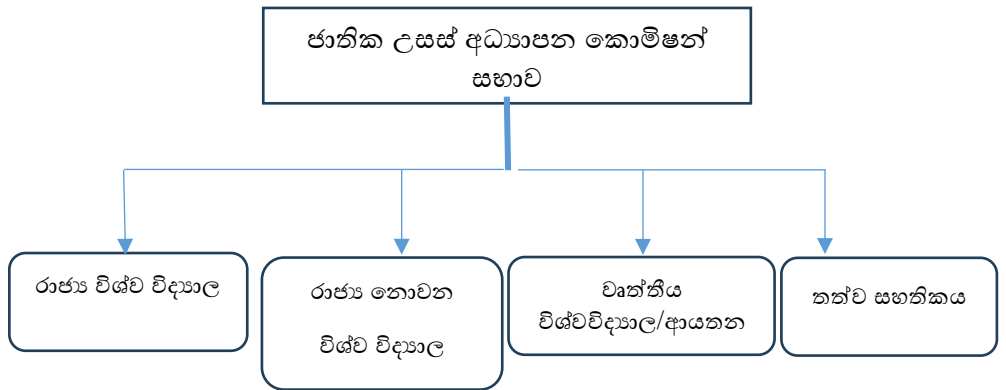 ජාතික උසස් අධ්‍යාපන කොමිෂන්
සභාව
රාජ්‍ය විශ්ව විද්‍යාල
රාජ්‍ය නොවන
විශ්ව විද්‍යාල
වෘත්තීය
විශ්වවිද්‍යාල/ආයතන
තත්ව සහතිකය